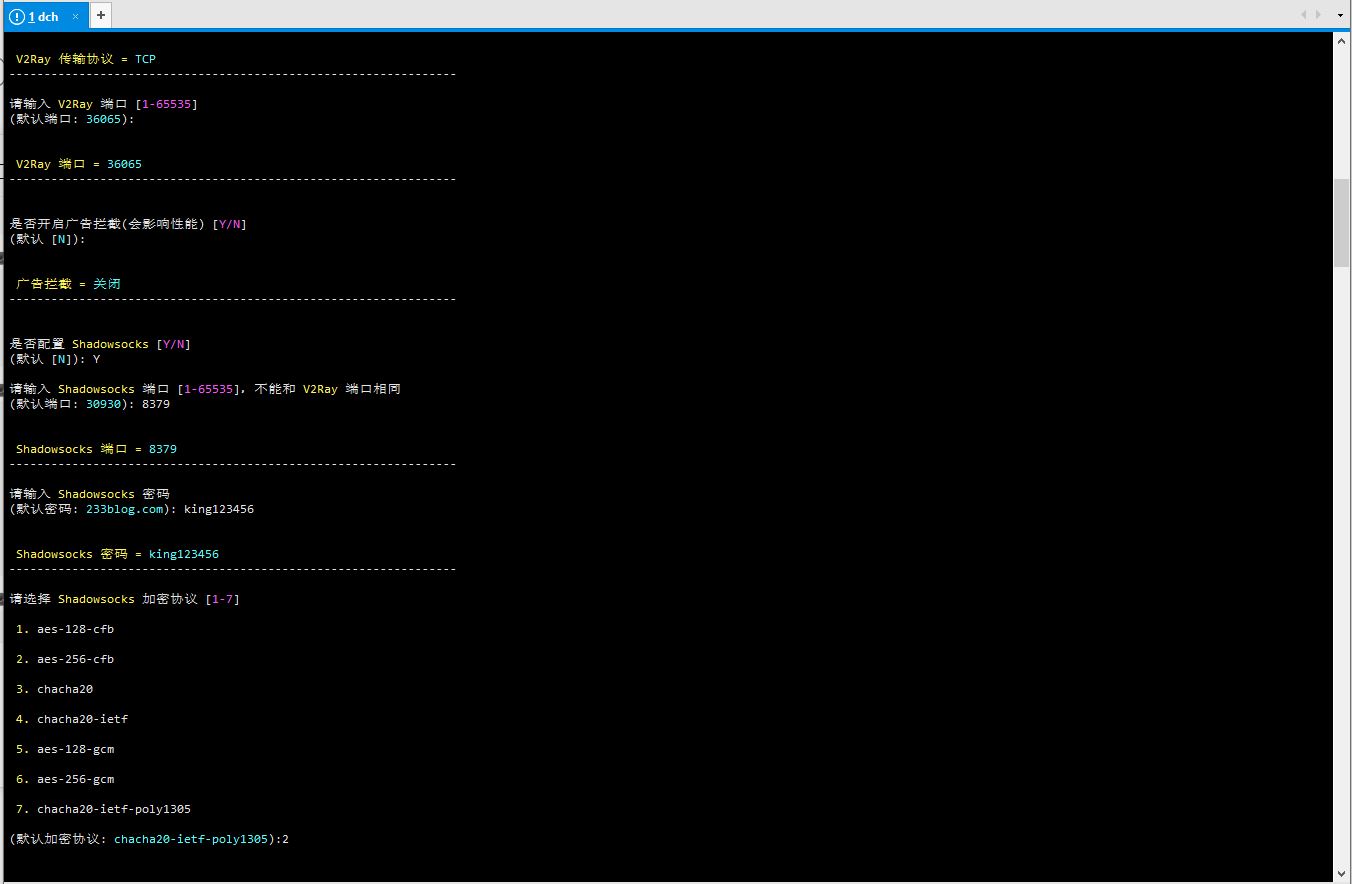 1 dch
V2Ray 传输协议 = TCP
----------------------------------------------------------------
请输入 V2Ray 端口 [1-65535]
(默认端口: 36065):
V2Ray 端口 = 36065
----------------------------------------------------------------
是否开启广告拦截(会影响性能) [Y/N]
(默认 [N]):
广告拦截 = 关闭
----------------------------------------------------------------
是否配置 Shadowsocks [Y/N]
(默认 [N]): Y
请输入 Shadowsocks 端口 [1-65535], 不能和 V2Ray 端口相同
(默认端口: 30930): 8379
Shadowsocks 端口 = 8379
----------------------------------------------------------------
请输入 Shadowsocks 密码
(默认密码: 233blog.com): king123456
Shadowsocks 密码 = king123456
----------------------------------------------------------------
请选择 Shadowsocks 加密协议 [1-7]
1. aes-128-cfb
2. aes-256-cfb
3. chacha20
4. chacha20-ietf
5. aes-128-gcm
6. aes-256-gcm
7. chacha20-ietf-poly1305
(默认加密协议: chacha20-ietf-poly1305):2